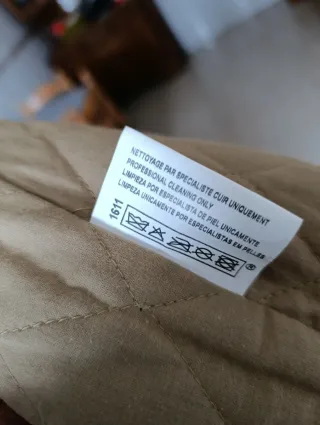 NETTOYAGE PAR SPECIALISTE CUIR UNIQUEMENT
PROFESSIONAL CLEANING ONLY
LIMPIEZA POR ESPECIALISTA DE PIEL UNICAMENTE
LIMPEZA UNICAMENTE POR ESPECIALISTAS EM PELLES
1611
®